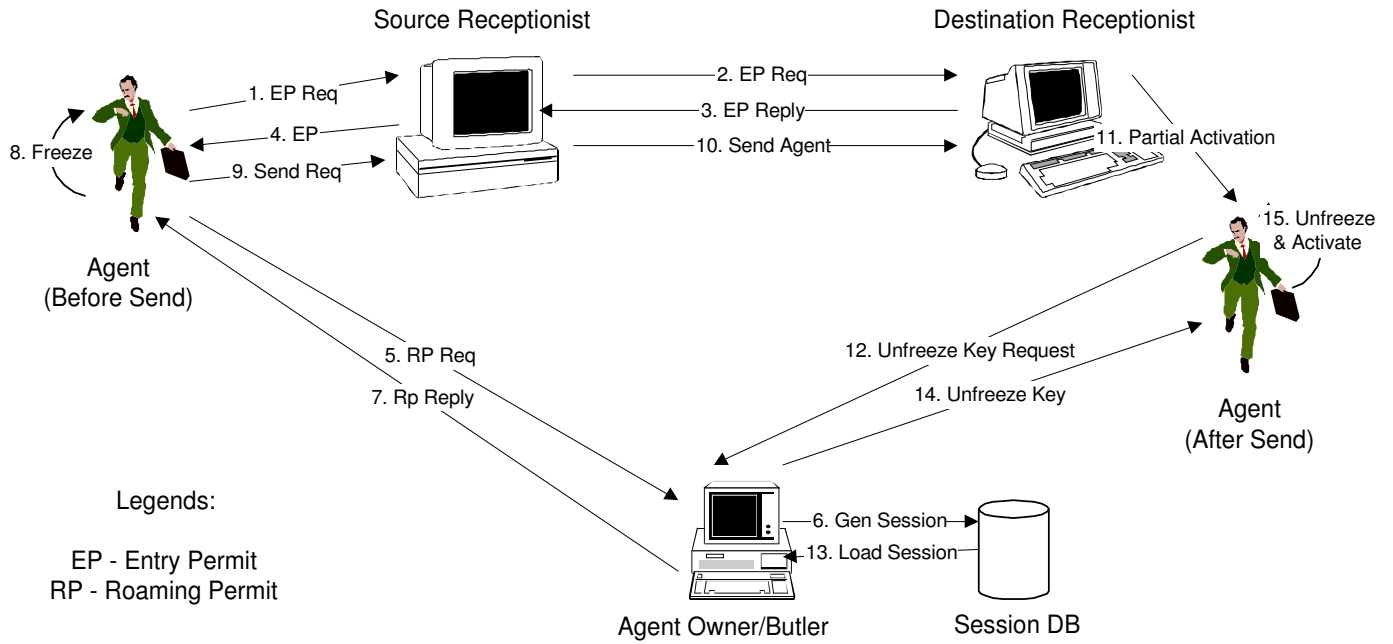 Source Receptionist
Destination Receptionist
1. EP Req
2. EP Req
3. EP Reply
4. EP
8. Freeze
9. Send Req
10. Send Agent
11. Partial Activation
15. Unfreeze
& Activate
Agent
(Before Send)
5. RP Req
7. Rp Reply
12. Unfreeze Key Request
14. Unfreeze Key
Agent
(After Send)
Legends:
EP - Entry Permit
RP - Roaming Permit
6. Gen Session
13. Load Session
Agent Owner/Butler
Session DB